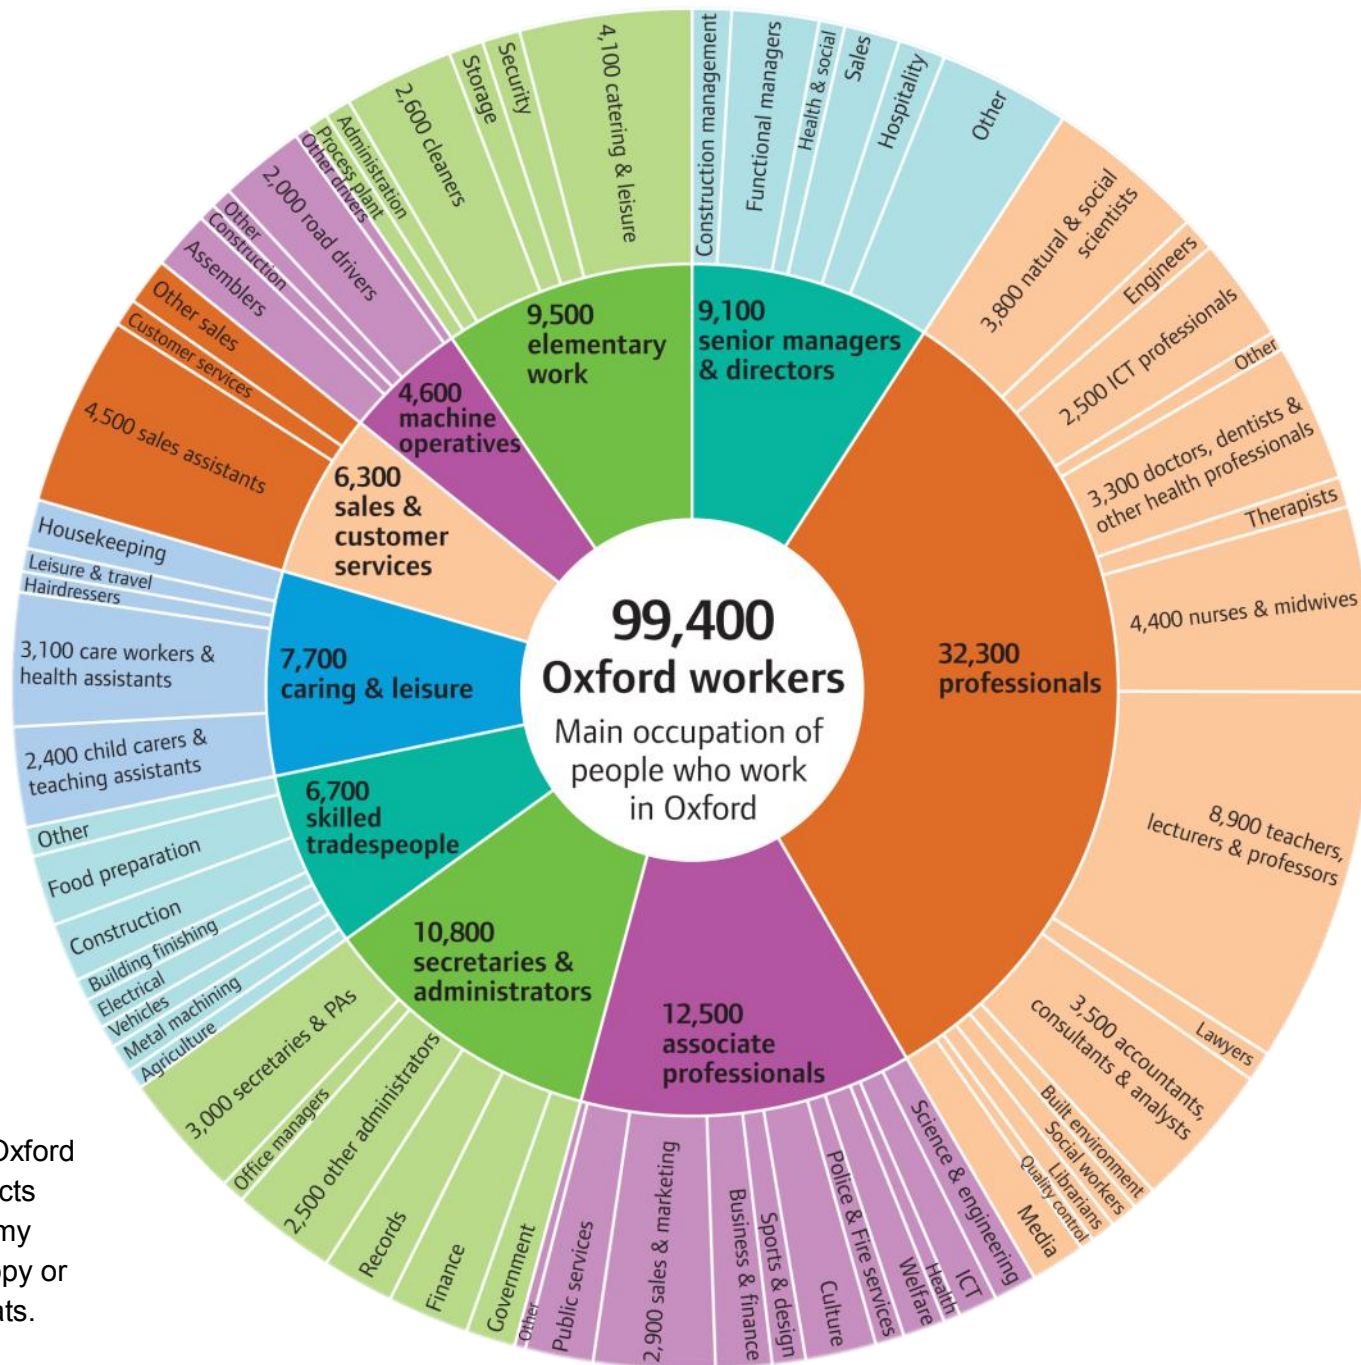 99,400
Oxford workers
Main occupation of
people who work
in Oxford
9,100
senior managers
& directors
Construction management
Functional managers
Health & social
Sales
Hospitality
Other
32,300
professionals
3,800 natural & social
scientists
Engineers
2,500 ICT professionals
Other
3,300 doctors, dentists &
other health professionals
Therapists
4,400 nurses & midwives
8,900 teachers,
lecturers & professors
Lawyers
3,500 accountants,
consultants & analysts
Built environment
Social workers
Librarians
Quality control
Media
12,500
associate
professionals
Science & engineering
ICT
Health
Welfare
Police & Fire services
Culture
Sports & design
Business & finance
2,900 sales & marketing
Public services
Other
10,800
secretaries &
administrators
Government
Finance
Records
2,500 other administrators
Office managers
3,000 secretaries & PAs
6,700
skilled
tradespeople
Agriculture
Metal machining
Vehicles
Electrical
Building finishing
Construction
Food preparation
Other
7,700
caring & leisure
2,400 child carers &
teaching assistants
3,100 care workers &
health assistants
Hairdressers
Leisure & travel
Housekeeping
6,300
sales &
customer
services
4,500 sales assistants
Customer services
Other sales
4,600
machine
operatives
Assemblers
Construction
Other
2,000 road drivers
Other drivers
9,500
elementary
work
Process plant
Administration
2,600 cleaners
Storage
Security
4,100 catering & leisure
Oxford
cts
my
opy or
ats.